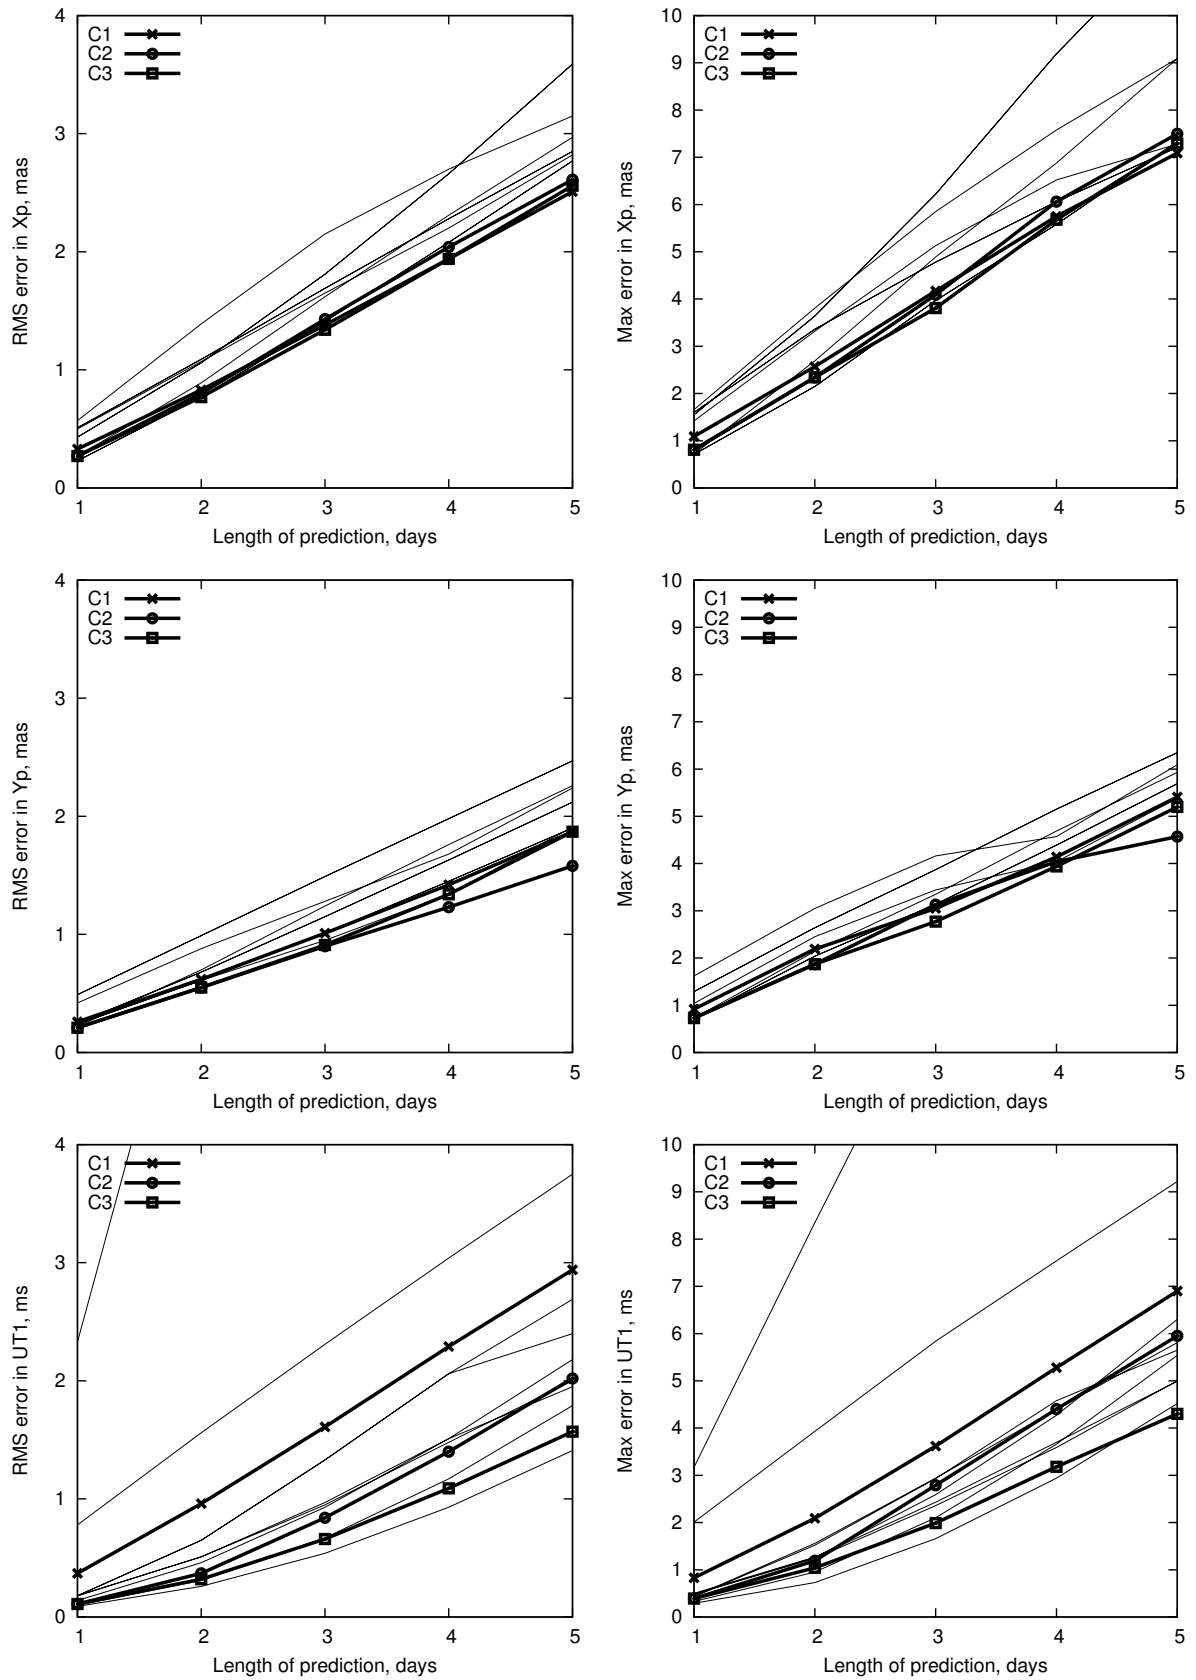 4
3
2
1
0
RMS error in Xp, mas
C1
C2
C3
1 2 3 4 5
Length of prediction, days
10
9
8
7
6
5
4
3
2
1
0
Max error in Xp, mas
C1
C2
C3
1 2 3 4 5
Length of prediction, days
4
3
2
1
0
RMS error in Yp, mas
C1
C2
C3
1 2 3 4 5
Length of prediction, days
10
9
8
7
6
5
4
3
2
1
0
Max error in Yp, mas
C1
C2
C3
1 2 3 4 5
Length of prediction, days
4
3
2
1
0
RMS error in UT1, ms
C1
C2
C3
1 2 3 4 5
Length of prediction, days
10
9
8
7
6
5
4
3
2
1
0
Max error in UT1, ms
C1
C2
C3
1 2 3 4 5
Length of prediction, days